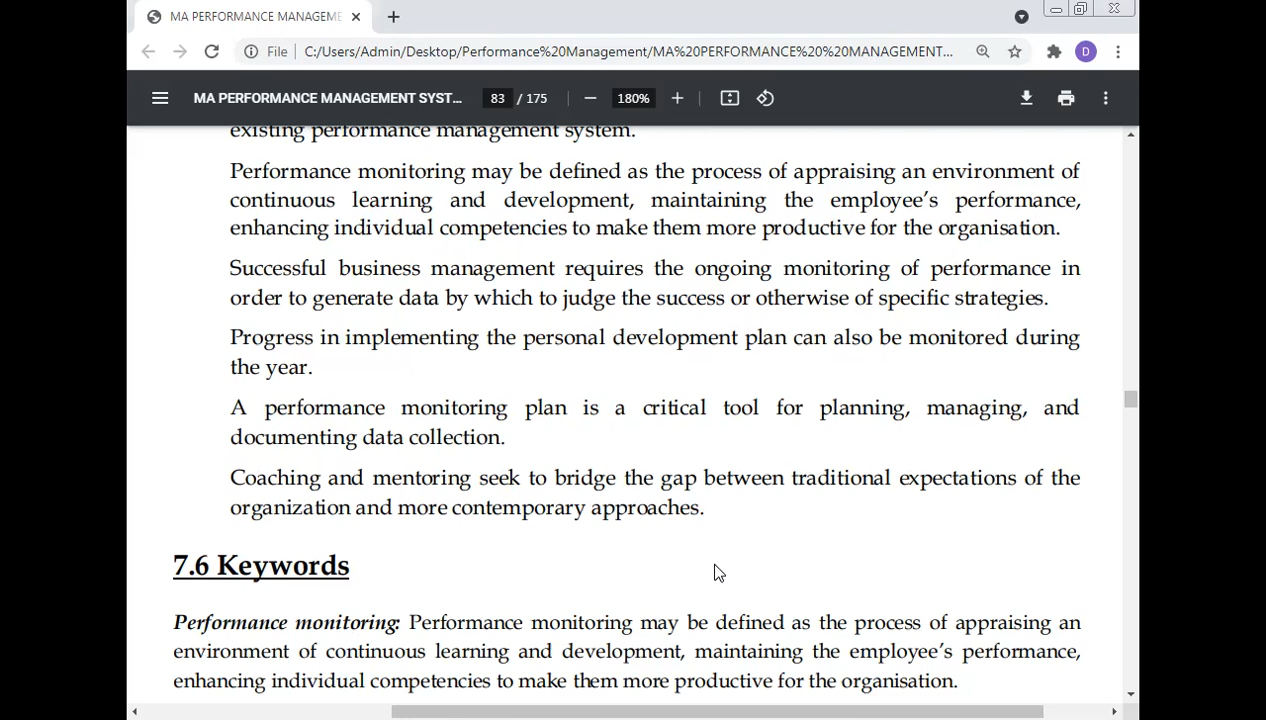 MA PERFORMANCE MANAGEME
File C:/Users/Admin/Desktop/Performance%20Management/MA%20PERFORMANCE%20%20MANAGEMENT... D
MA PERFORMANCE MANAGEMENT SYST... 83 / 175 180%
existing performance management system.
Performance monitoring may be defined as the process of appraising an environment of
continuous learning and development, maintaining the employee’s performance,
enhancing individual competencies to make them more productive for the organisation.
Successful business management requires the ongoing monitoring of performance in
order to generate data by which to judge the success or otherwise of specific strategies.
Progress in implementing the personal development plan can also be monitored during
the year.
A performance monitoring plan is a critical tool for planning, managing, and
documenting data collection.
Coaching and mentoring seek to bridge the gap between traditional expectations of the
organization and more contemporary approaches.
7.6 Keywords
Performance monitoring: Performance monitoring may be defined as the process of appraising an
environment of continuous learning and development, maintaining the employee’s performance,
enhancing individual competencies to make them more productive for the organisation.